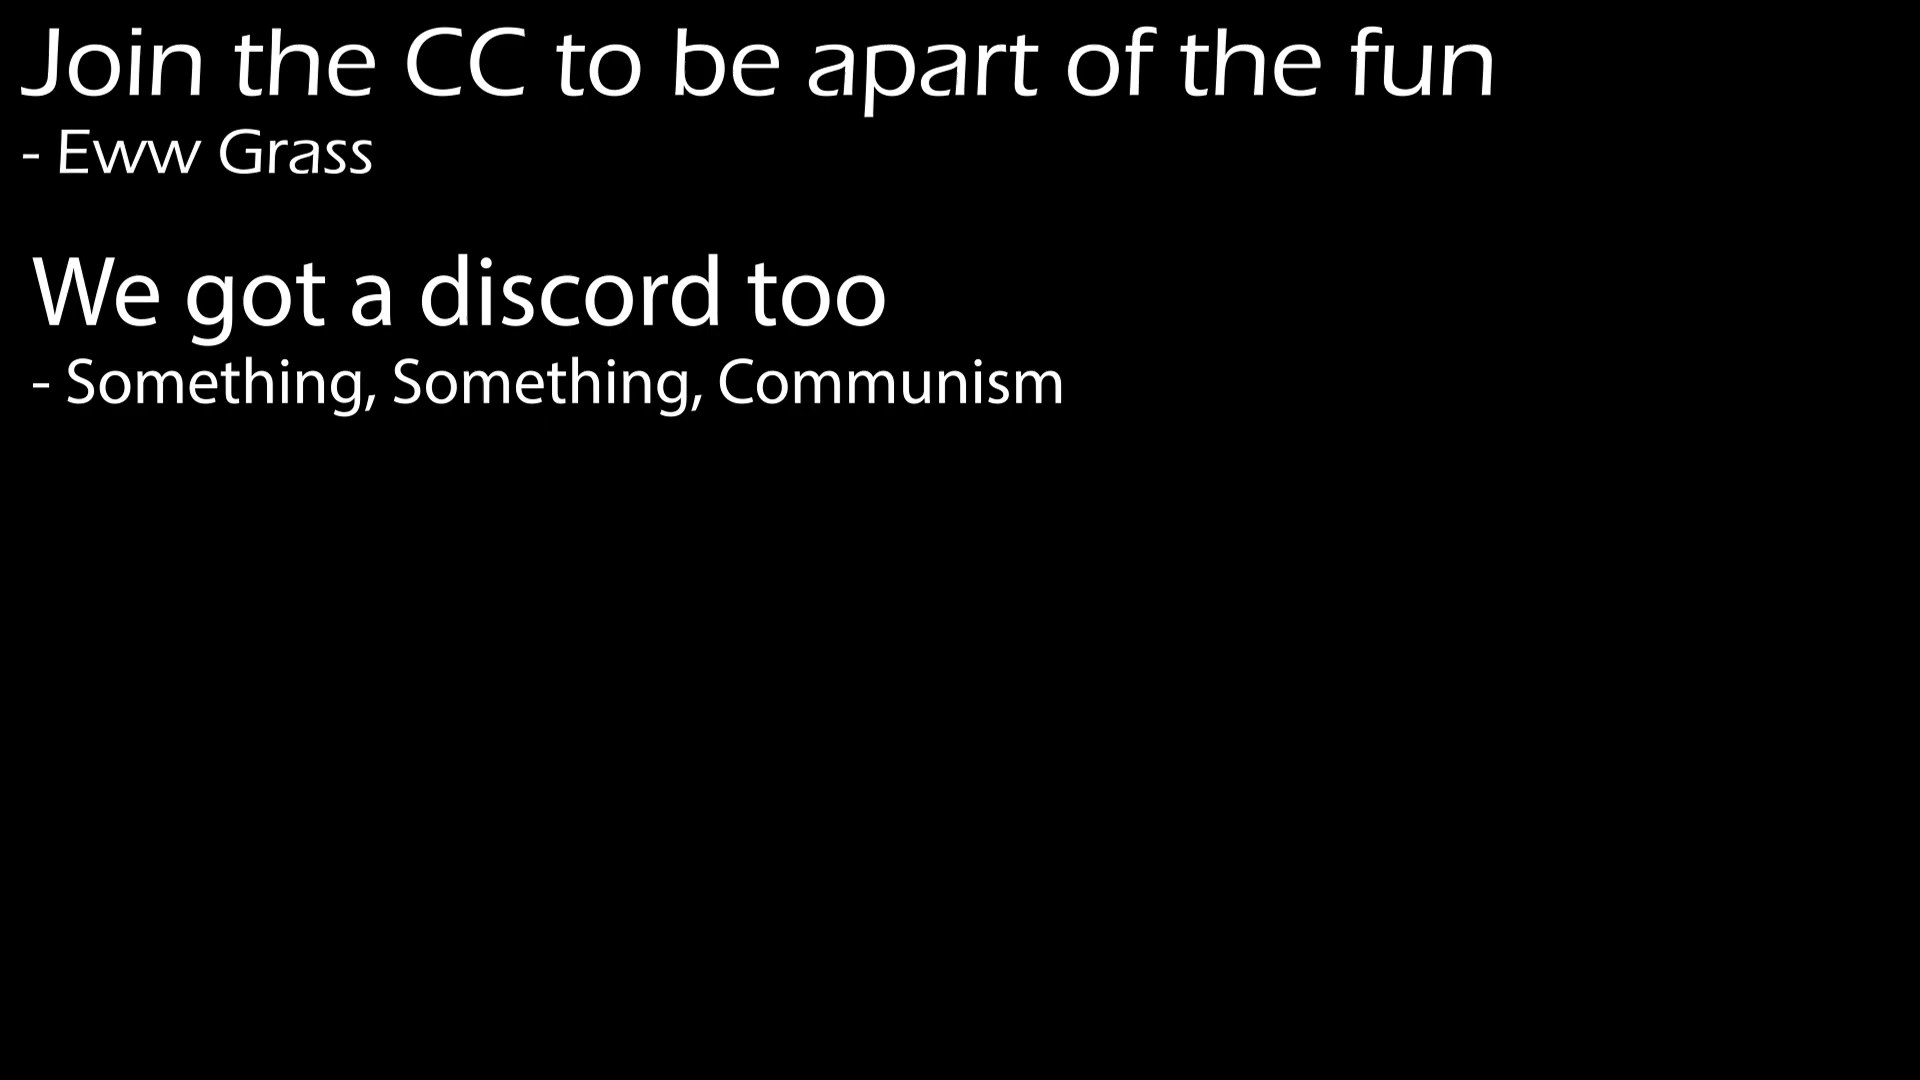 Join the CC to be apart of the fun
- Eww Grass
We got a discord too
- Something, Something, Communism